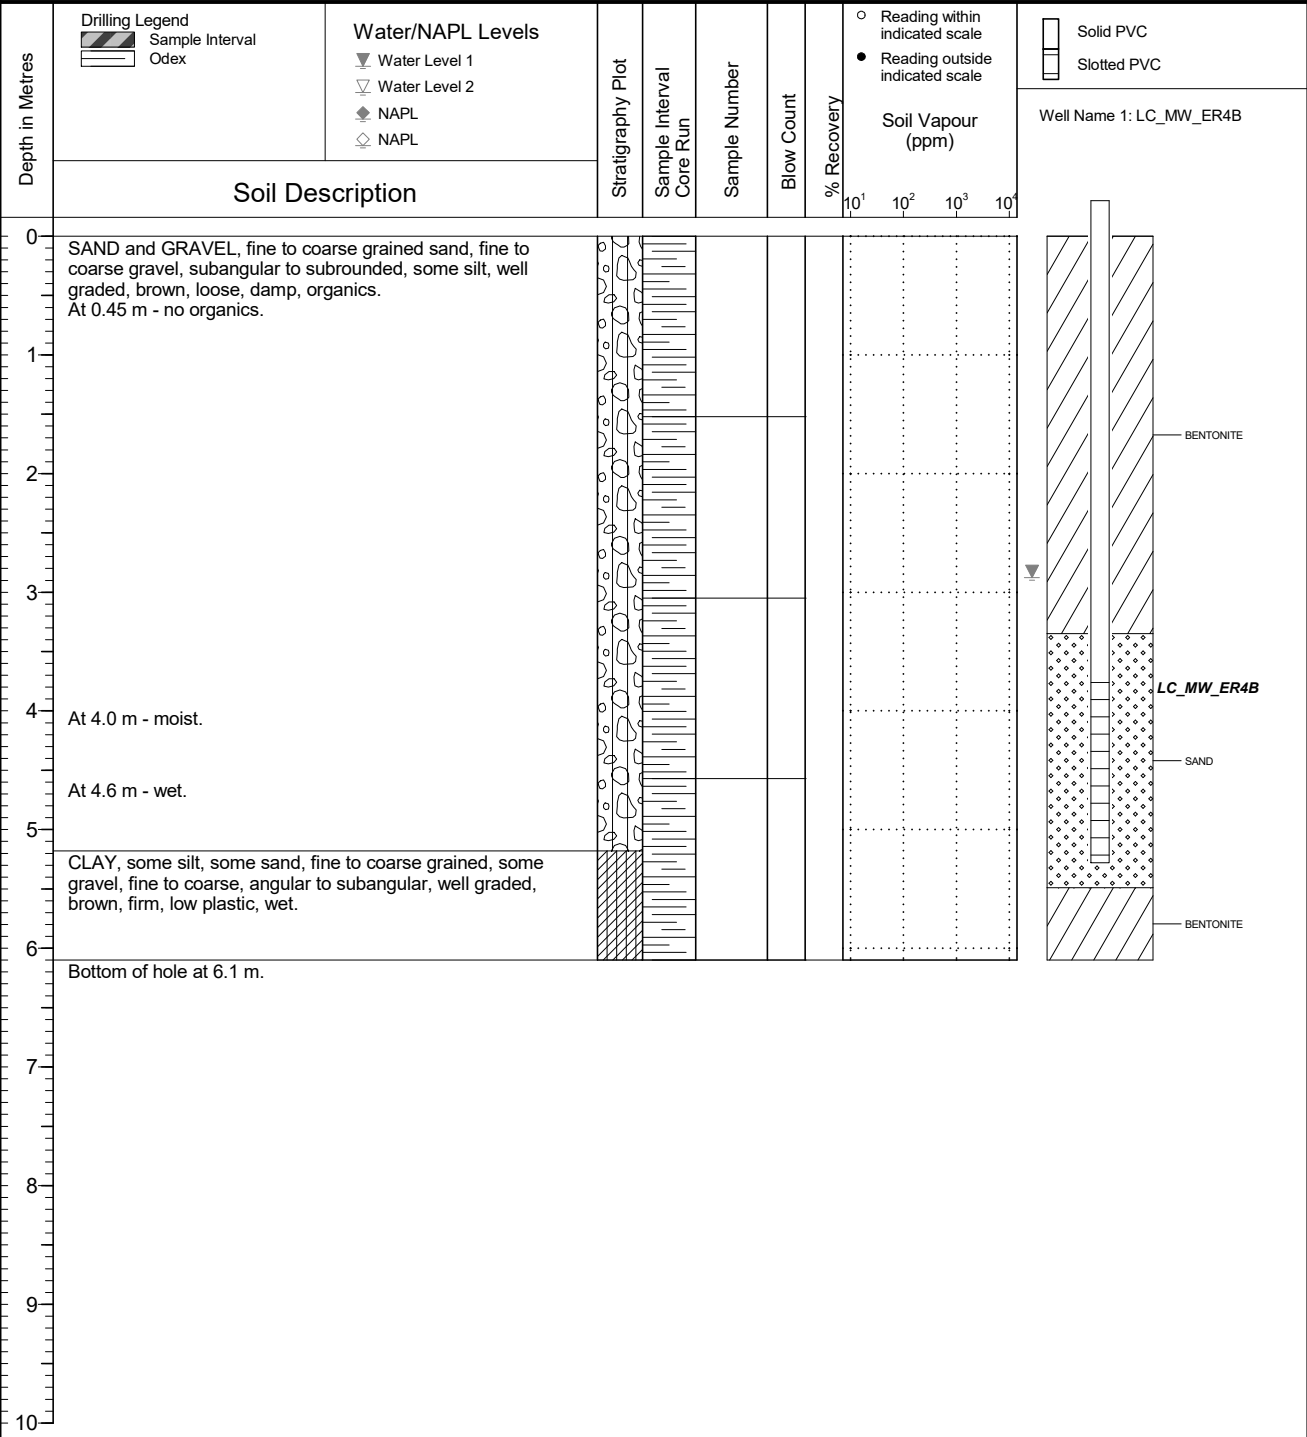 Depth in Metres
Drilling Legend
Sample Interval
Odex
Water/NAPL Levels
Water Level 1
Water Level 2
NAPL
NAPL
Soil Description
Stratigraphy Plot
Sample Interval
Core Run
Sample Number
Blow Count
% Recovery
Reading within
indicated scale
Reading outside
indicated scale
Soil Vapour
(ppm)
10¹ 10² 10³ 10⁴
Solid PVC
Slotted PVC
Well Name 1: LC_MW_ER4B
0
SAND and GRAVEL, fine to coarse grained sand, fine to
coarse gravel, subangular to subrounded, some silt, well
graded, brown, loose, damp, organics.
At 0.45 m - no organics.
1
BENTONITE
2
3
LC_MW_ER4B
4
At 4.0 m - moist.
SAND
At 4.6 m - wet.
5
CLAY, some silt, some sand, fine to coarse grained, some
gravel, fine to coarse, angular to subangular, well graded,
brown, firm, low plastic, wet.
BENTONITE
6
Bottom of hole at 6.1 m.
7
8
9
10